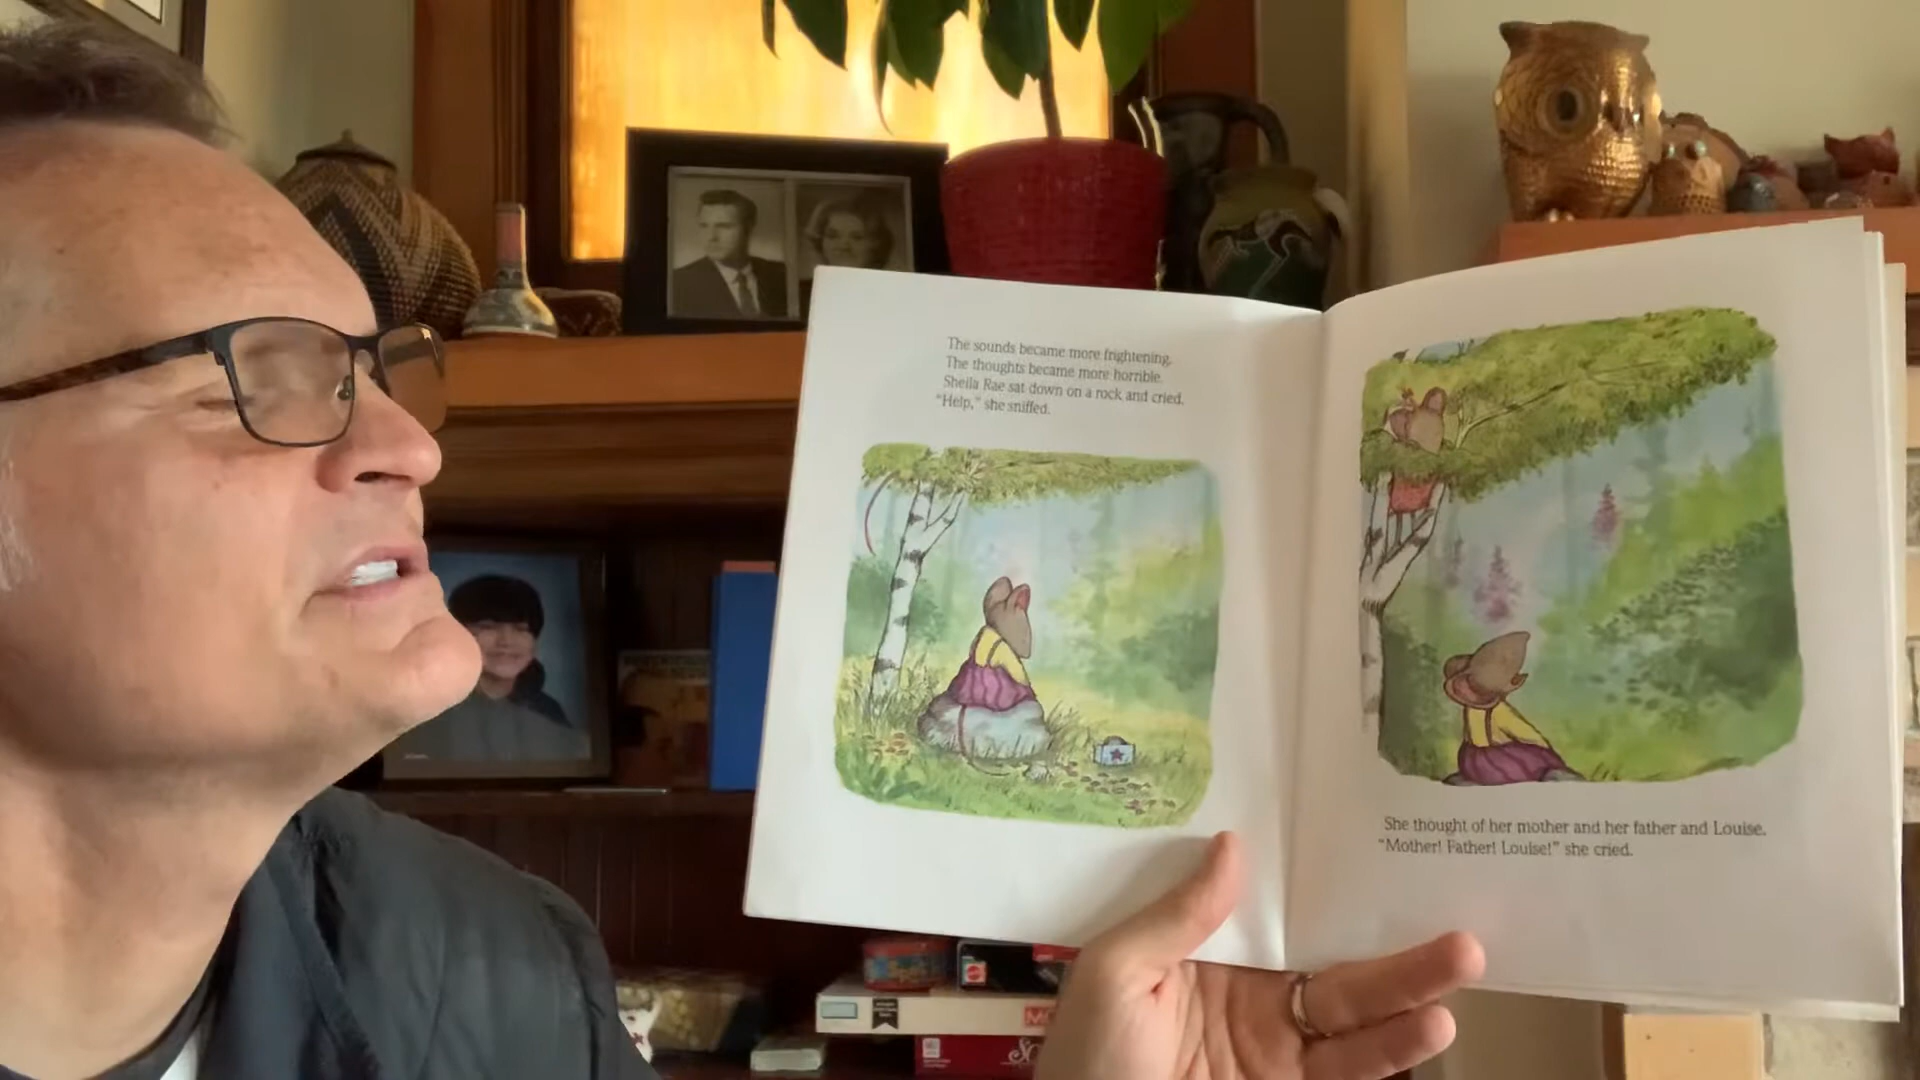 The sounds became more frightening.
The thoughts became more horrible.
Sheila Rae sat down on a rock and cried.
"Help," she sniffed.
She thought of her mother and her father and Louise.
"Mother! Father! Louise!" she cried.